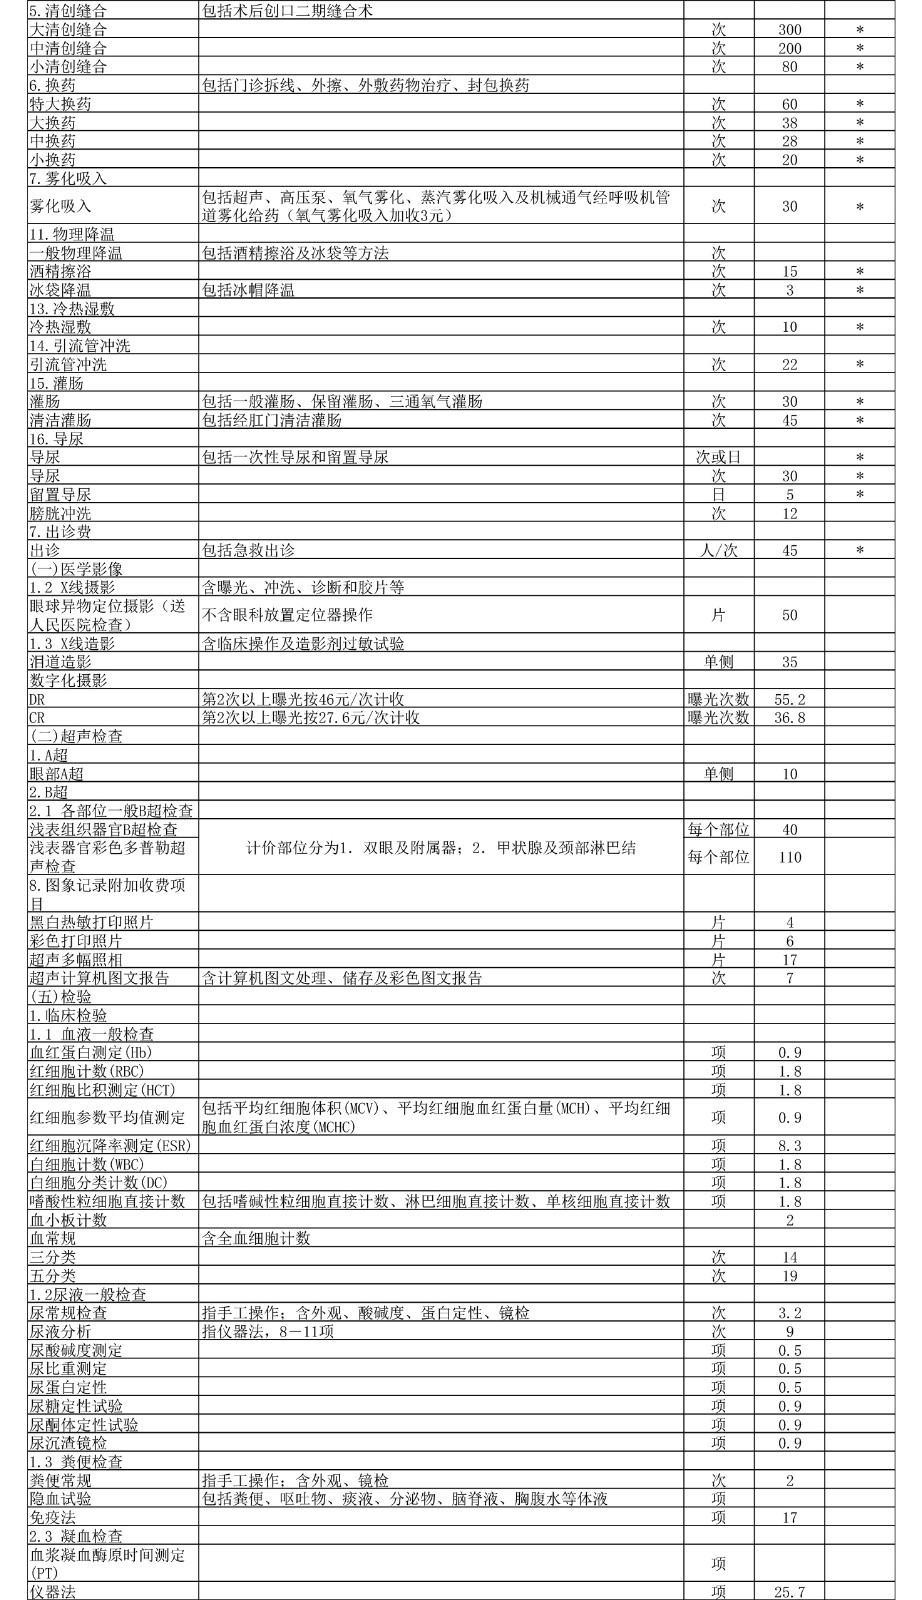 5.清创缝合 包括术后创口二期缝合术
大清创缝合 次 300 *
中清创缝合 次 200 *
小清创缝合 次 80 *
6.换药 包括门诊拆线、外擦、外敷药物治疗、封包换药
特大换药 次 60 *
大换药 次 38 *
中换药 次 28 *
小换药 次 20 *
7.雾化吸入
雾化吸入 包括超声、高压泵、氧气雾化、蒸汽雾化吸入及机械通气经呼吸机管 次 30 *
道雾化给药（氧气雾化吸入加收3元）
11.物理降温
一般物理降温 包括酒精擦浴及冰袋等方法 次
酒精擦浴 次 15 *
冰袋降温 包括冰帽降温 次 3 *
13.冷热湿敷
冷热湿敷 次 10 *
14.引流管冲洗
引流管冲洗 次 22 *
15.灌肠
灌肠 包括一般灌肠、保留灌肠、三通氧气灌肠 次 30 *
清洁灌肠 包括经肛门清洁灌肠 次 45 *
16.导尿
导尿 包括一次性导尿和留置导尿 次或日 *
导尿 次 30 *
留置导尿 日 5 *
膀胱冲洗 次 12
7.出诊费
出诊 包括急救出诊 人/次 45 *
(一)医学影像
1.2 X线摄影 含曝光、冲洗、诊断和胶片等
眼球异物定位摄影（送 不含眼科放置定位器操作 片 50
人民医院检查）
1.3 X线造影 含临床操作及造影剂过敏试验
泪道造影 单侧 35
数字化摄影
DR 第2次以上曝光按46元/次计收 曝光次数 55.2
CR 第2次以上曝光按27.6元/次计收 曝光次数 36.8
(二)超声检查
1.A超
眼部A超 单侧 10
2.B超
2.1 各部位一般B超检查
浅表组织器官B超检查 每个部位 40
计价部位分为1．双眼及附属器；2．甲状腺及颈部淋巴结
浅表器官彩色多普勒超 每个部位 110
声检查
8.图象记录附加收费项
目
黑白热敏打印照片 片 4
彩色打印照片 片 6
超声多幅照相 片 17
超声计算机图文报告 含计算机图文处理、储存及彩色图文报告 次 7
(五)检验
1.临床检验
1.1 血液一般检查
血红蛋白测定(Hb) 项 0.9
红细胞计数(RBC) 项 1.8
红细胞比积测定(HCT) 项 1.8
红细胞参数平均值测定 包括平均红细胞体积(MCV)、平均红细胞血红蛋白量(MCH)、平均红细 项 0.9
胞血红蛋白浓度(MCHC)
红细胞沉降率测定(ESR) 项 8.3
白细胞计数(WBC) 项 1.8
白细胞分类计数(DC) 项 1.8
嗜酸性粒细胞直接计数 包括嗜碱性粒细胞直接计数、淋巴细胞直接计数、单核细胞直接计数 项 1.8
血小板计数 2
血常规 含全血细胞计数
三分类 次 14
五分类 次 19
1.2尿液一般检查
尿常规检查 指手工操作；含外观、酸碱度、蛋白定性、镜检 次 3.2
尿液分析 指仪器法，8－11项 次 9
尿酸碱度测定 项 0.5
尿比重测定 项 0.5
尿蛋白定性 项 0.5
尿糖定性试验 项 0.9
尿酮体定性试验 项 0.9
尿沉渣镜检 项 0.9
1.3 粪便检查
粪便常规 指手工操作；含外观、镜检 次 2
隐血试验 包括粪便、呕吐物、痰液、分泌物、脑脊液、胸腹水等体液 项
免疫法 项 17
2.3 凝血检查
血浆凝血酶原时间测定 项
(PT)
仪器法 项 25.7